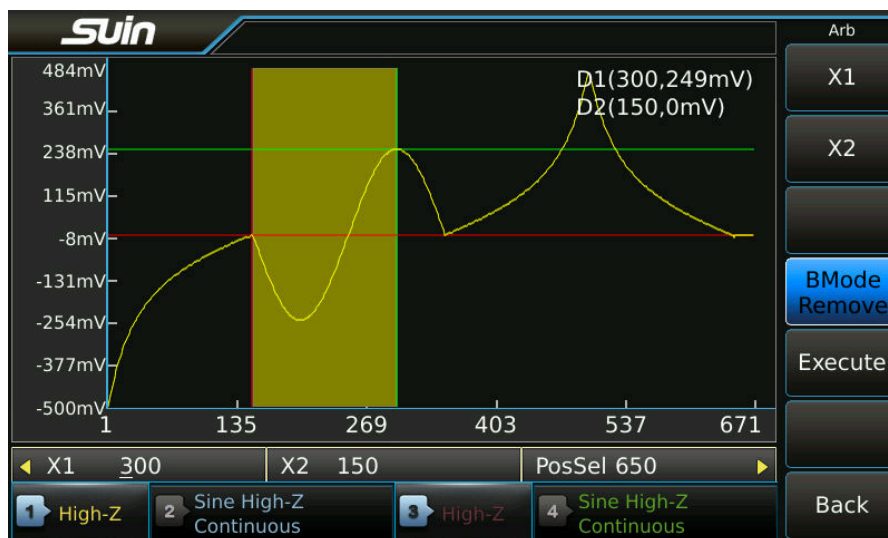 Suin
Arb
484mV
361mV
238mV
115mV
-8mV
-131mV
-254mV
-377mV
-500mV
D1(300,249mV)
D2(150,0mV)
1 135 269 403 537 671
X1
X2
BMode
Remove
Execute
Back
X1 300 X2 150 PosSel 650
1 High-Z
2 Sine High-Z
Continuous
3 High-Z
4 Sine High-Z
Continuous